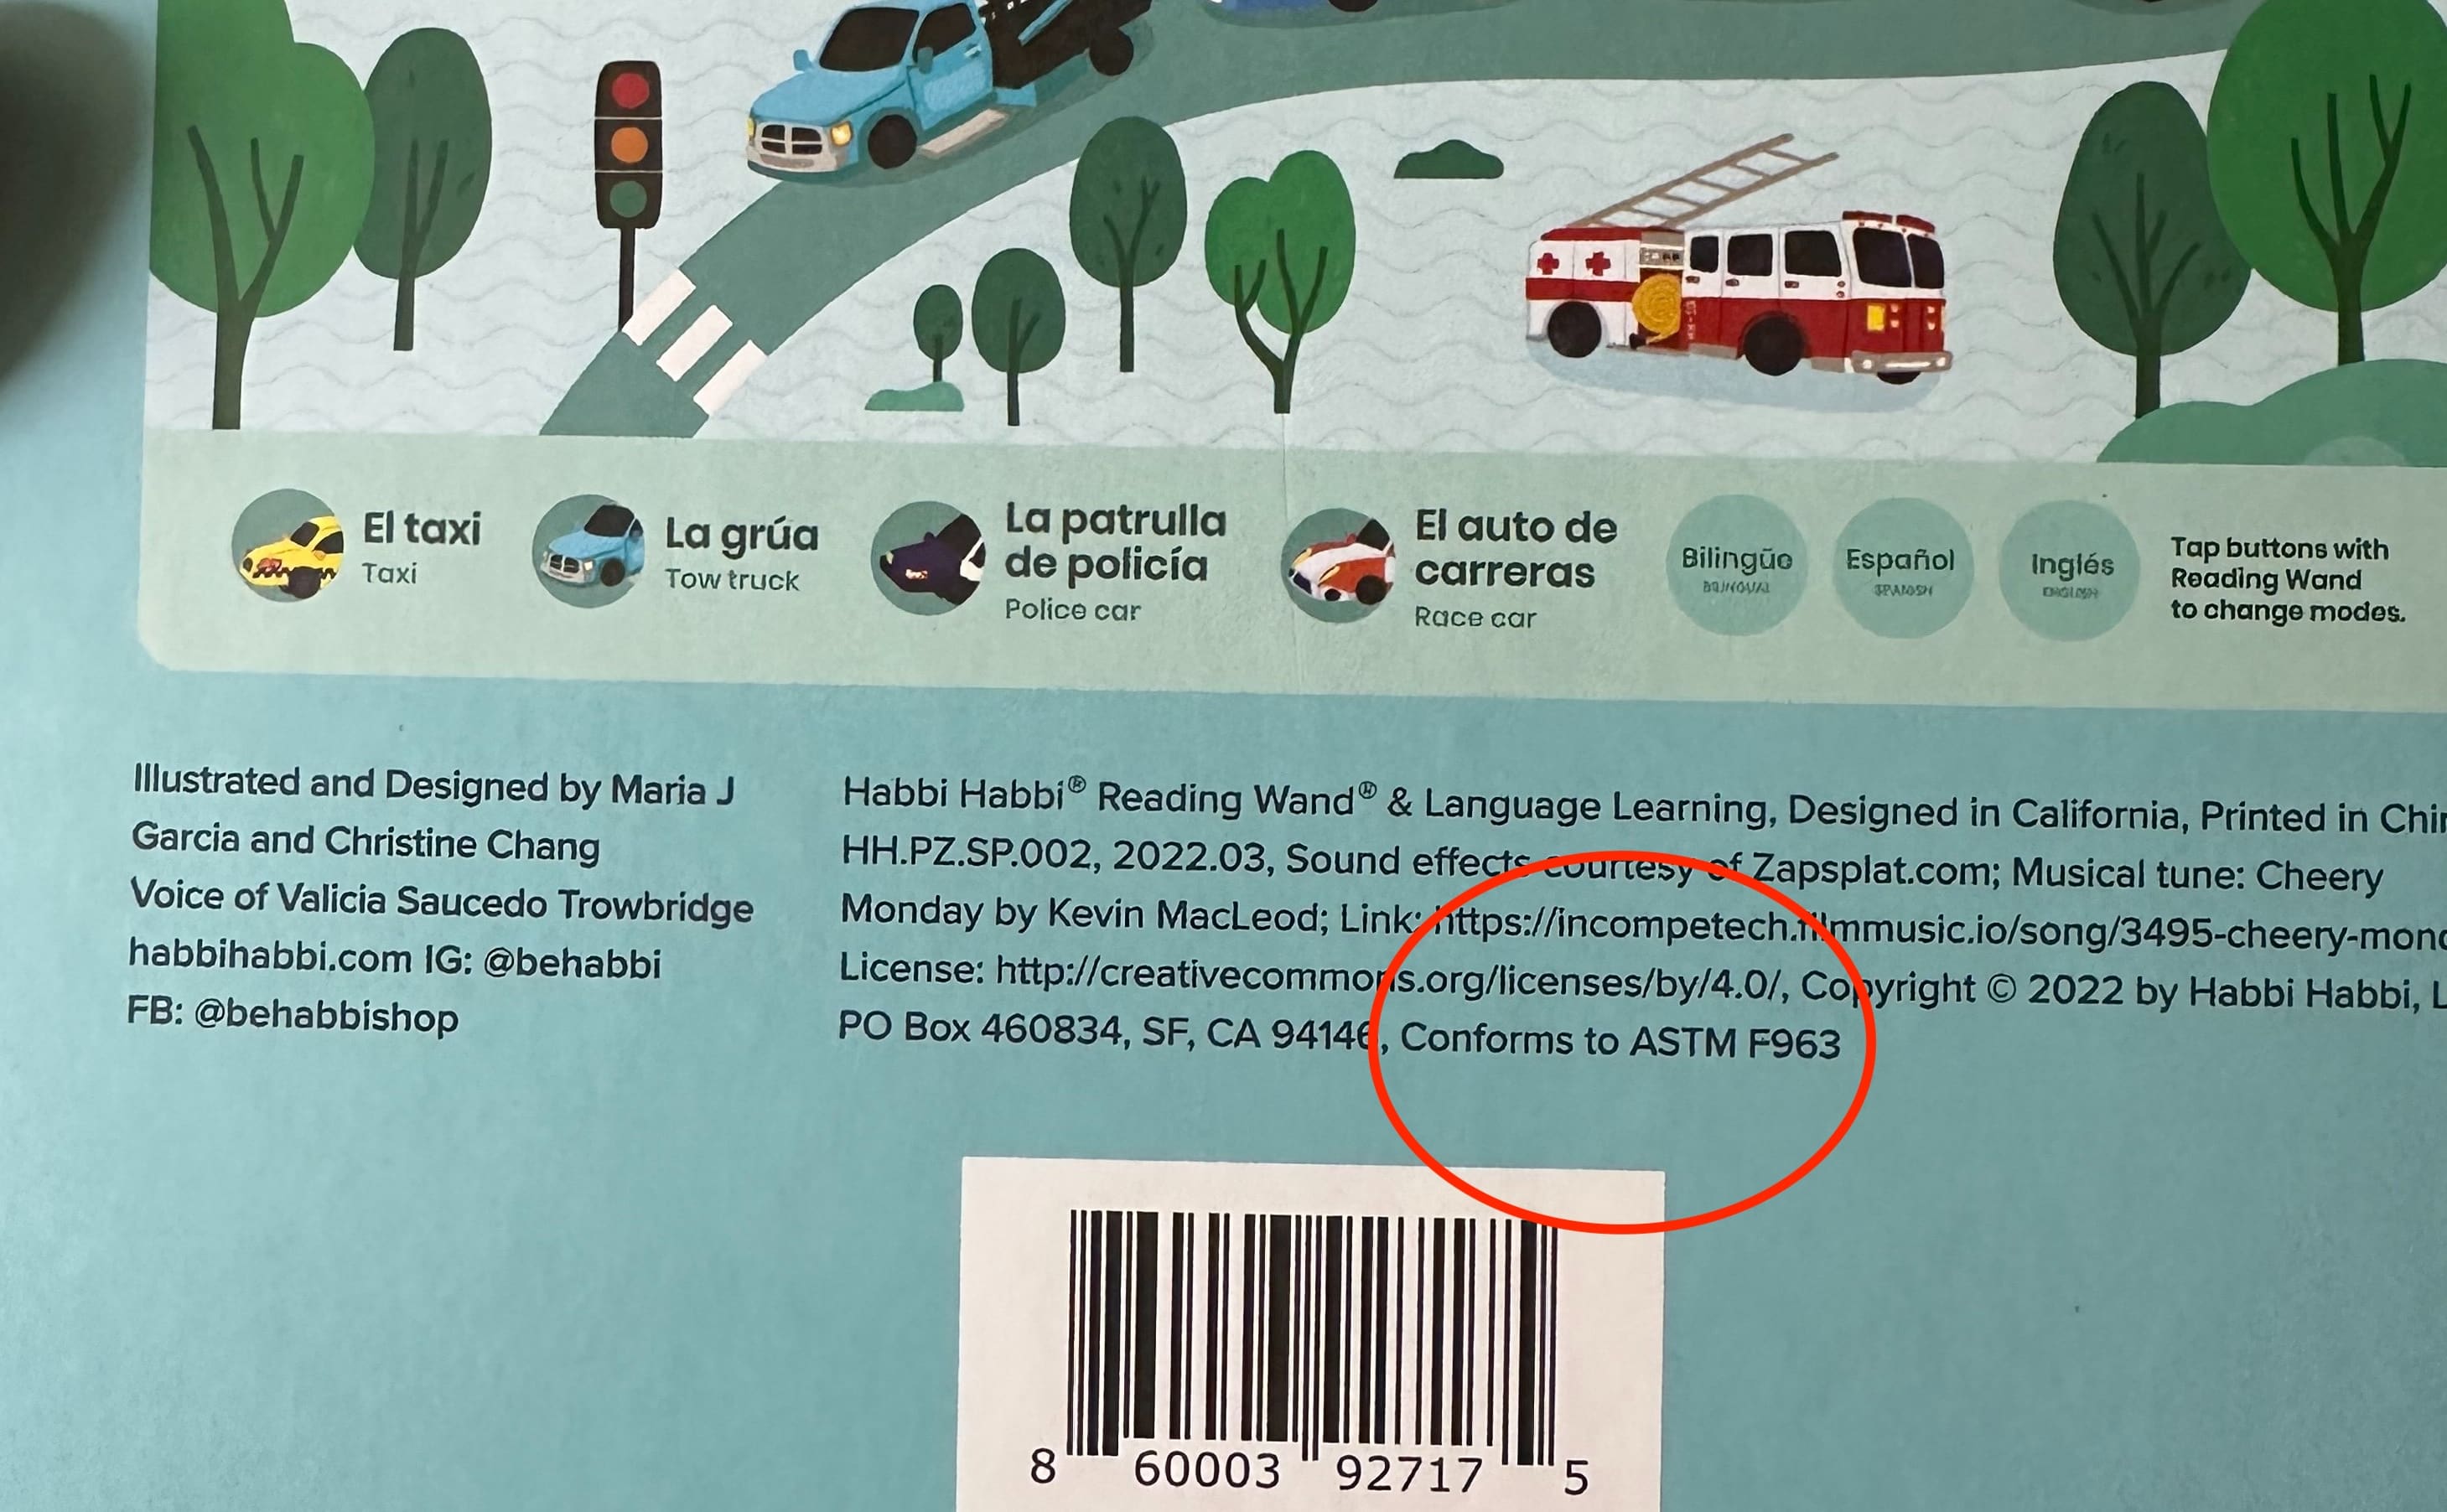 El taxi
Taxi
La grúa
Tow truck
La patrulla
de policía
Police car
El auto de
carreras
Race car
Bilingüe
BILINGUAL
Español
SPANISH
Inglés
ENGLISH
Tap buttons with
Reading Wand
to change modes.
Illustrated and Designed by Maria J
Garcia and Christine Chang
Voice of Valicia Saucedo Trowbridge
habbihabbi.com IG: @behabbi
FB: @behabbishop
Habbi Habbi® Reading Wand® & Language Learning, Designed in California, Printed in
HH.PZ.SP.002, 2022.03, Sound effects courtesy of Zapsplat.com; Musical tune: Cheery
Monday by Kevin MacLeod; Link: https://incompetech.filmmusic.io/song/3495-cheery-mon
License: http://creativecommons.org/licenses/by/4.0/, Copyright © 2022 by Habbi Habbi,
PO Box 460834, SF, CA 94146, Conforms to ASTM F963
8 60003 92717 5